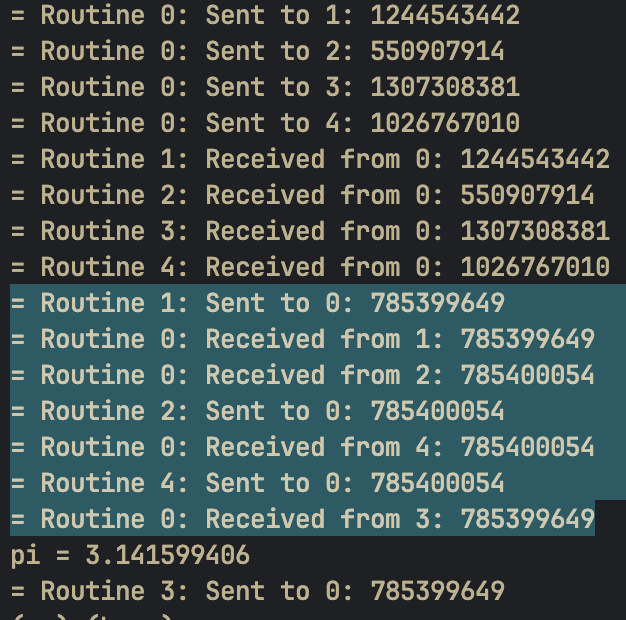 = Routine 0: Sent to 1: 1244543442
= Routine 0: Sent to 2: 550907914
= Routine 0: Sent to 3: 1307308381
= Routine 0: Sent to 4: 1026767010
= Routine 1: Received from 0: 1244543442
= Routine 2: Received from 0: 550907914
= Routine 3: Received from 0: 1307308381
= Routine 4: Received from 0: 1026767010
= Routine 1: Sent to 0: 785399649
= Routine 0: Received from 1: 785399649
= Routine 0: Received from 2: 785400054
= Routine 2: Sent to 0: 785400054
= Routine 0: Received from 4: 785400054
= Routine 4: Sent to 0: 785400054
= Routine 0: Received from 3: 785399649
pi = 3.141599406
= Routine 3: Sent to 0: 785399649